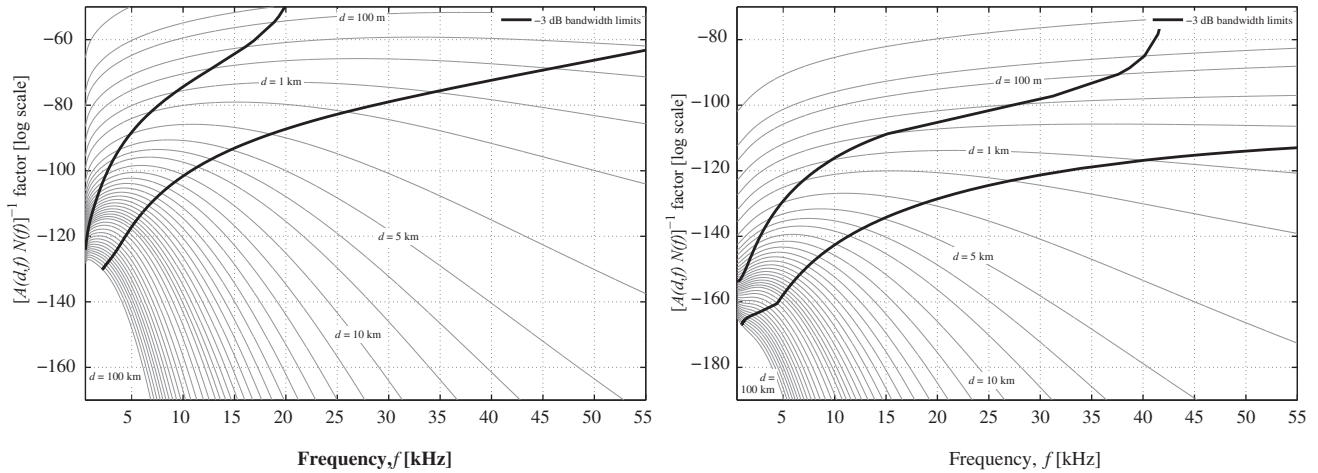 −3 dB bandwidth limits
d = 100 m
d = 1 km
d = 5 km
d = 10 km
d = 100 km
−60
−80
−100
−120
−140
−160
[A(d,f) N(f)]⁻¹ factor [log scale]
5 10 15 20 25 30 35 40 45 50 55
Frequency,f [kHz]
−3 dB bandwidth limits
d = 100 m
d = 1 km
d = 5 km
d = 10 km
d =
100 km
−80
−100
−120
−140
−160
−180
[A(d,f) N(f)]⁻¹ factor [log scale]
5 10 15 20 25 30 35 40 45 50 55
Frequency, f [kHz]